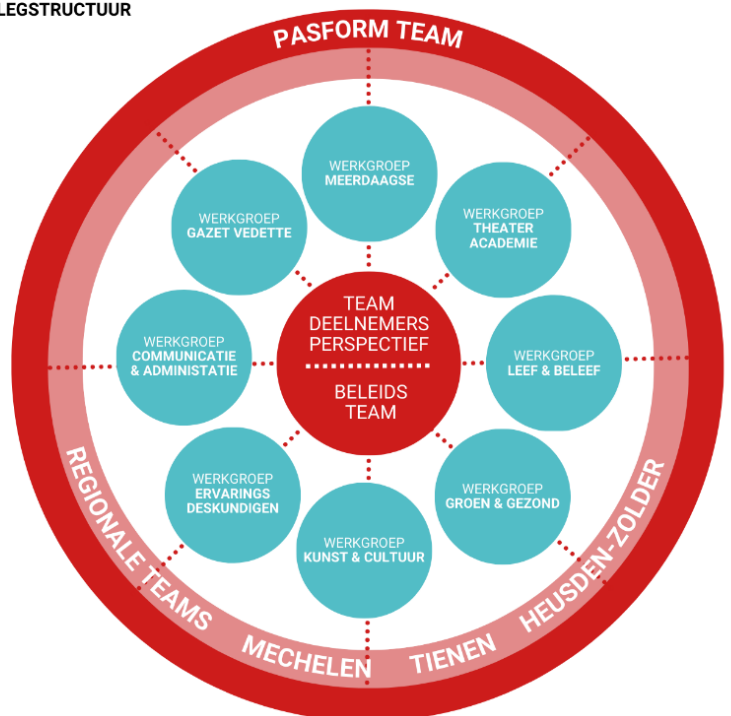 LEGSTRUCTUUR
PASFORM TEAM
WERKGROEP
MEERDAAGSE
WERKGROEP
THEATER
ACADEMIE
WERKGROEP
LEEF & BELEEF
WERKGROEP
GROEN & GEZOND
WERKGROEP
KUNST & CULTUUR
WERKGROEP
ERVARINGS
DESKUNDIGEN
WERKGROEP
COMMUNICATIE
& ADMINISTATIE
WERKGROEP
GAZET VEDETTE
TEAM
DEELNEMERS
PERSPECTIEF
BELEIDS
TEAM
REGIONALE TEAMS
MECHELEN
TIENEN
HEUSDEN-ZOLDER